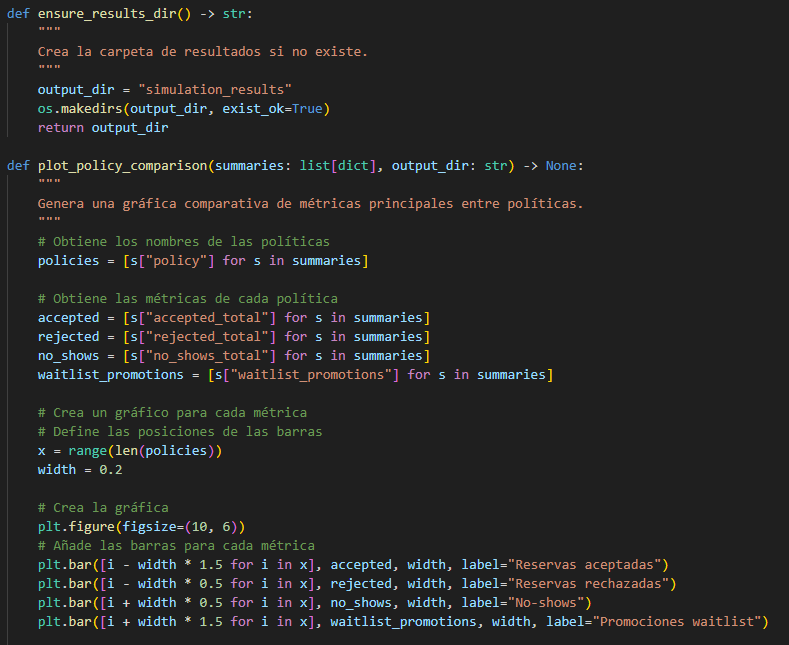 def ensure_results_dir() -> str:
    """
    Crea la carpeta de resultados si no existe.
    """
    output_dir = "simulation_results"
    os.makedirs(output_dir, exist_ok=True)
    return output_dir

def plot_policy_comparison(summaries: list[dict], output_dir: str) -> None:
    """
    Genera una gráfica comparativa de métricas principales entre políticas.
    """
    # Obtiene los nombres de las políticas
    policies = [s["policy"] for s in summaries]

    # Obtiene las métricas de cada política
    accepted = [s["accepted_total"] for s in summaries]
    rejected = [s["rejected_total"] for s in summaries]
    no_shows = [s["no_shows_total"] for s in summaries]
    waitlist_promotions = [s["waitlist_promotions"] for s in summaries]

    # Crea un gráfico para cada métrica
    # Define las posiciones de las barras
    x = range(len(policies))
    width = 0.2

    # Crea la gráfica
    plt.figure(figsize=(10, 6))
    # Añade las barras para cada métrica
    plt.bar([i - width * 1.5 for i in x], accepted, width, label="Reservas aceptadas")
    plt.bar([i - width * 0.5 for i in x], rejected, width, label="Reservas rechazadas")
    plt.bar([i + width * 0.5 for i in x], no_shows, width, label="No-shows")
    plt.bar([i + width * 1.5 for i in x], waitlist_promotions, width, label="Promociones waitlist")